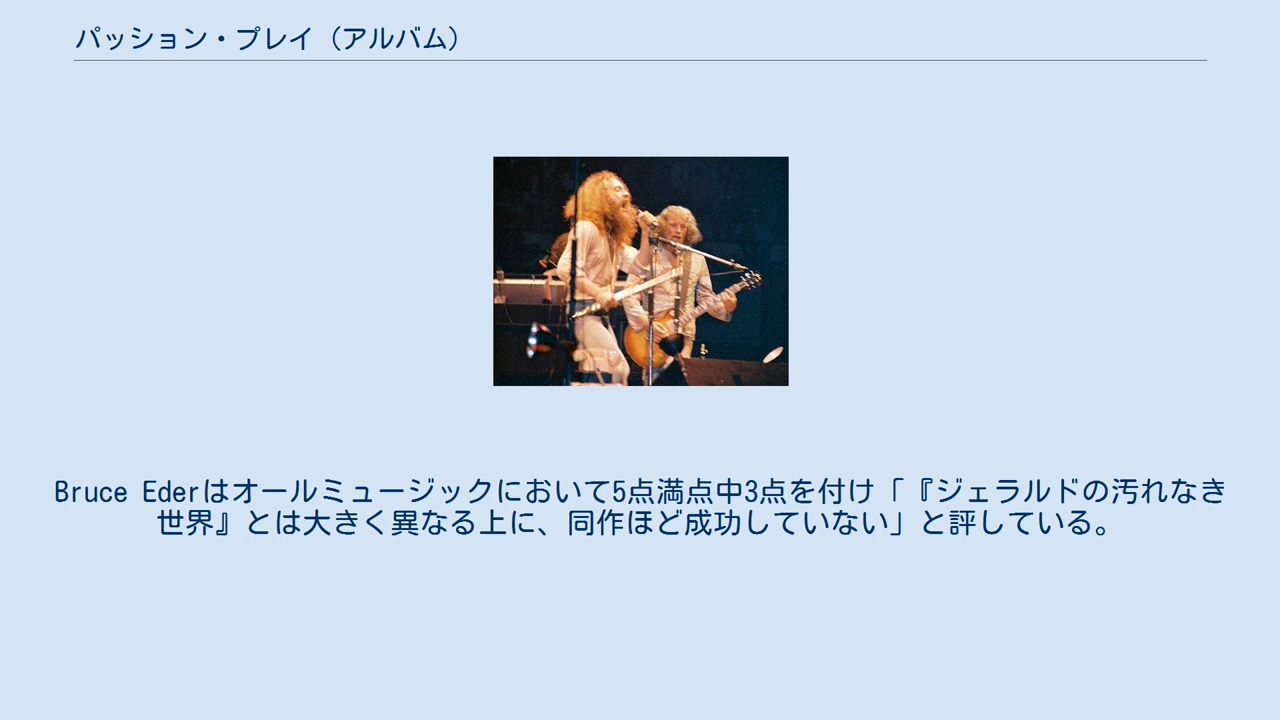 パッション・プレイ（アルバム）
Bruce Ederはオールミュージックにおいて5点満点中3点を付け「『ジェラルドの汚れなき
世界』とは大きく異なる上に、同作ほど成功していない」と評している。